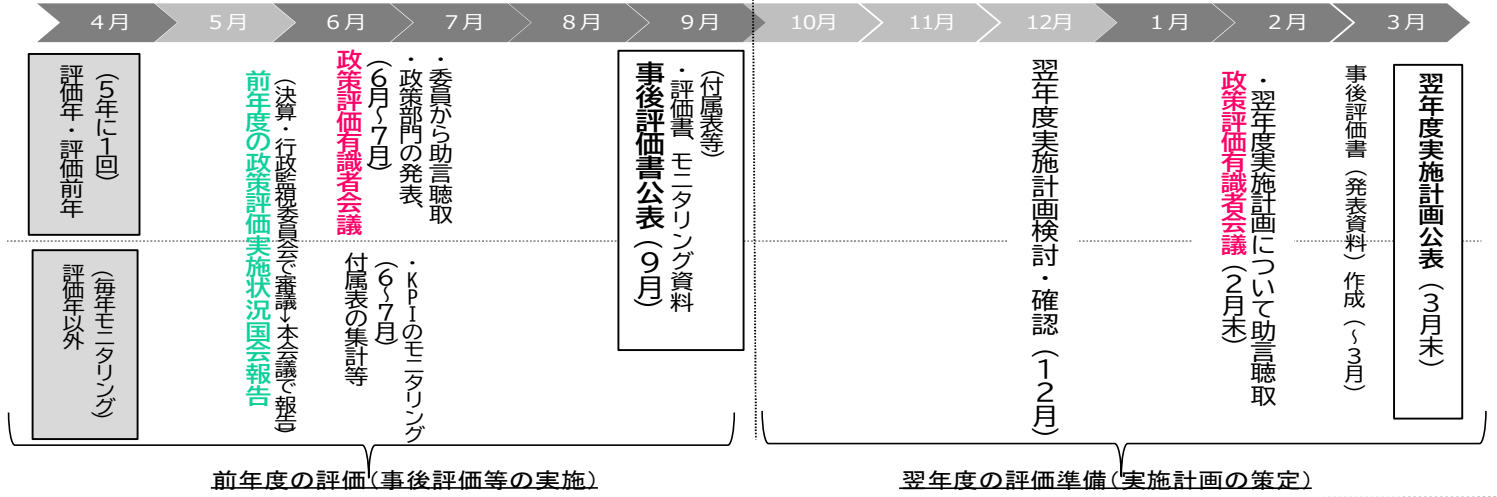 4月
5月
6月
7月
8月
9月
10月
11月
12月
1月
2月
3月
(5年に1回)
評価年・評価前年
(毎年モニタリング)
評価年以外
(決算・行政監視委員会で審議→本会議で報告)
前年度の政策評価実施状況国会報告
・委員から助言聴取
・政策部門の発表、
(6月~7月)
政策評価有識者会議
・KPIのモニタリング
(6~7月)
付属表の集計等
(付属表等)
・評価書、モニタリング資料
事後評価書公表(9月)
翌年度実施計画検討・確認(12月)
・翌年度実施計画について助言聴取
政策評価有識者会議(2月末)
事後評価書(発表資料)作成(~3月)
翌年度実施計画公表(3月末)
前年度の評価(事後評価等の実施)
翌年度の評価準備(実施計画の策定)